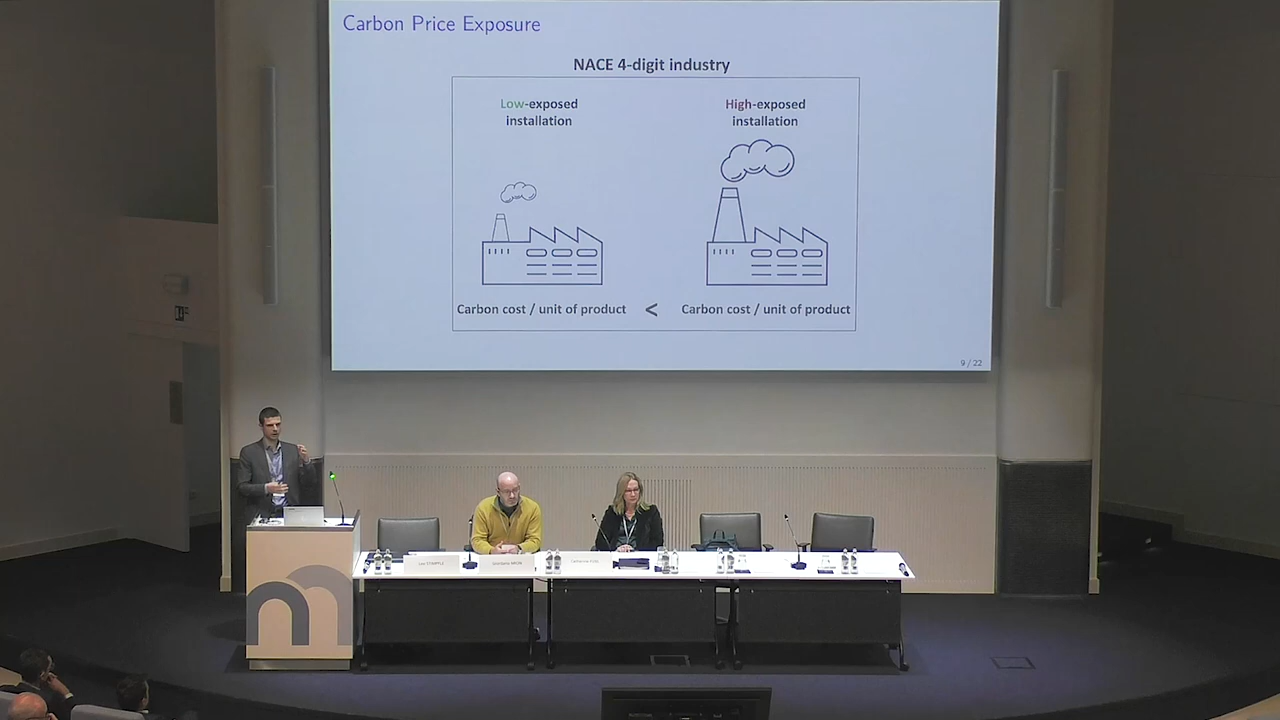 Carbon Price Exposure
NACE 4-digit industry
Low-exposed
installation
High-exposed
installation
Carbon cost / unit of product
<
Carbon cost / unit of product
9 / 22